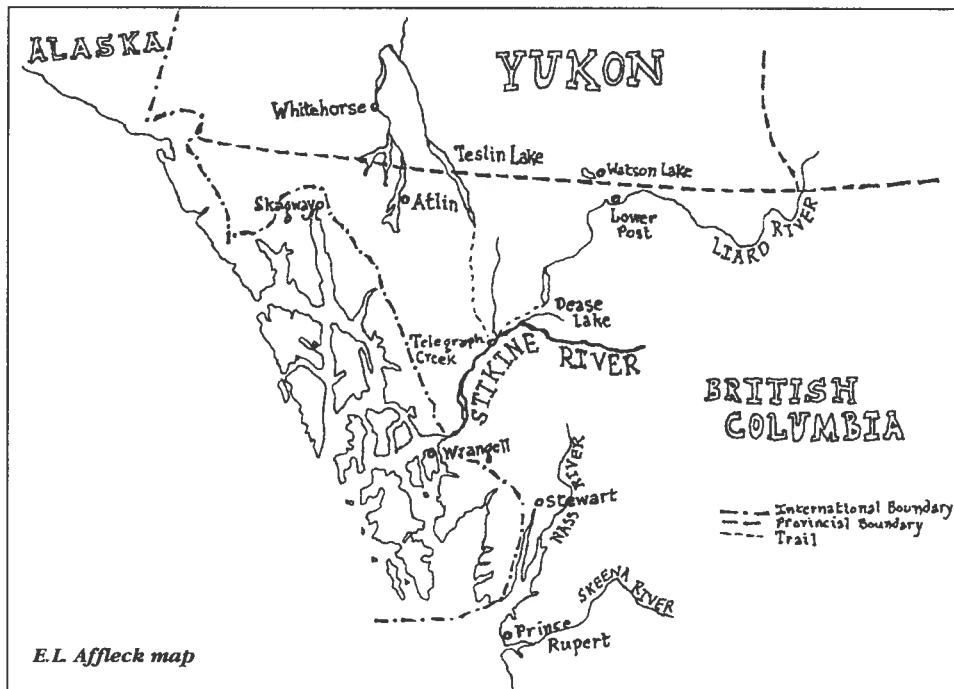 ALASKA
YUKON
Whitehorse
Teslin Lake
Watson Lake
Skagway
Atlin
Lower
Post
LIARD RIVER
Dease
Lake
Telegraph
Creek
STIKINE RIVER
BRITISH
COLUMBIA
Wrangell
Stewart
NASS RIVER
International Boundary
Provincial Boundary
Trail
SKEENA RIVER
Prince
Rupert
E.L. Affleck map